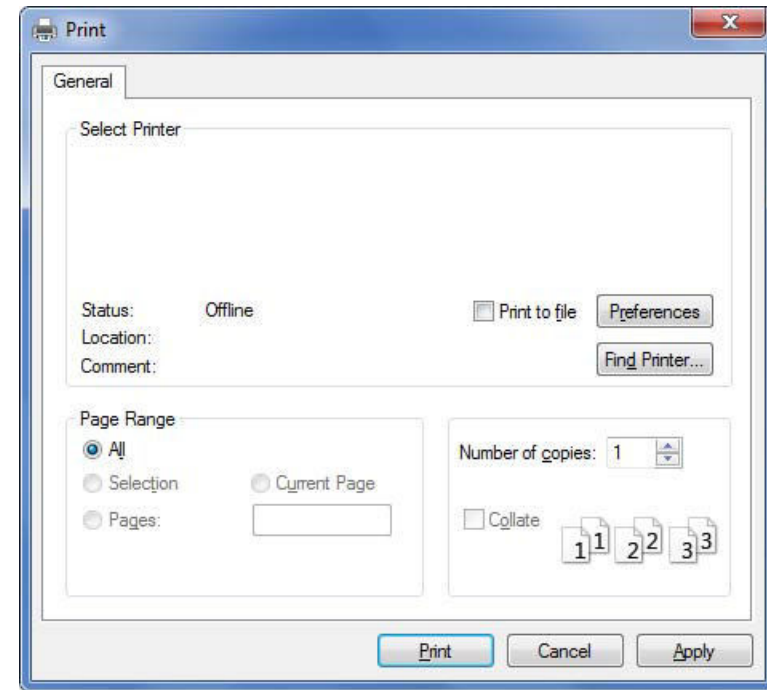 Print
General
Select Printer
Status: Offline
Print to file
Preferences
Location:
Find Printer...
Comment:
Page Range
All
Selection
Current Page
Pages:
Number of copies: 1
Collate
1 1 2 2 3 3
Print Cancel Apply